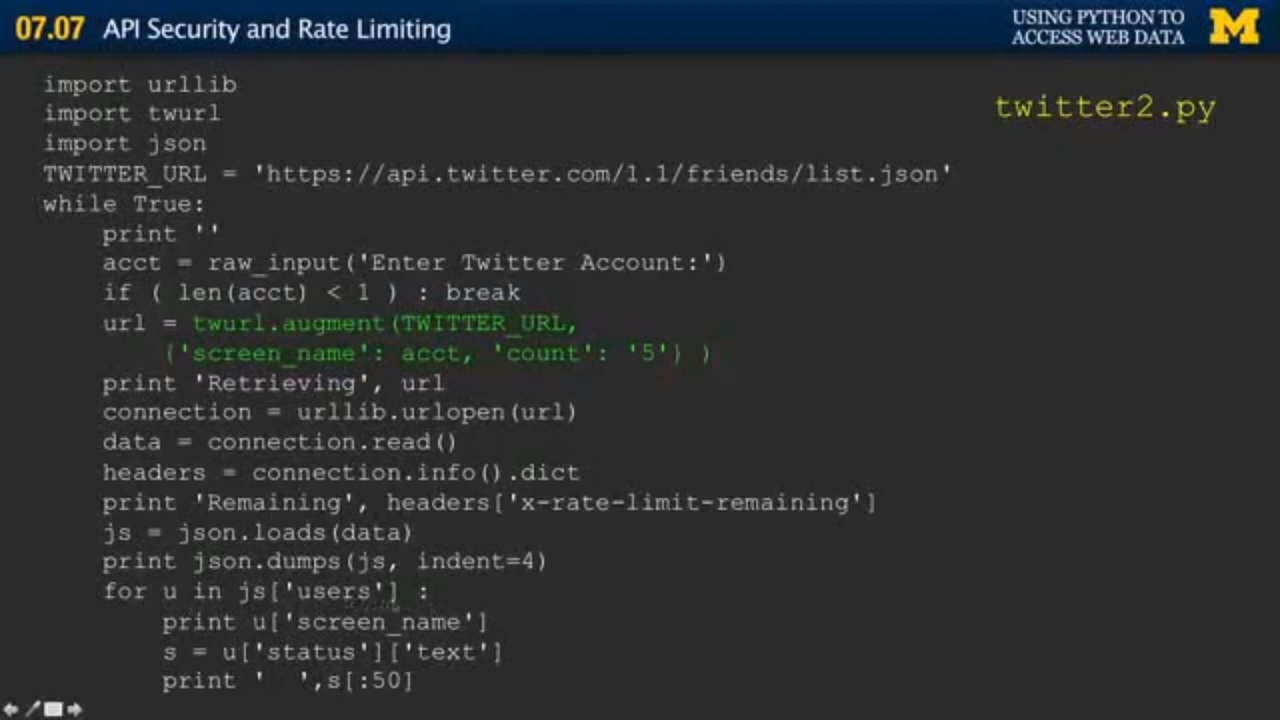 07.07 API Security and Rate Limiting
USING PYTHON TO
ACCESS WEB DATA
M
twitter2.py
import urllib
import twurl
import json
TWITTER_URL = 'https://api.twitter.com/1.1/friends/list.json'
while True:
    print ''
    acct = raw_input('Enter Twitter Account:')
    if ( len(acct) < 1 ) : break
    url = twurl.augment(TWITTER_URL,
        {'screen_name': acct, 'count': '5'} )
    print 'Retrieving', url
    connection = urllib.urlopen(url)
    data = connection.read()
    headers = connection.info().dict
    print 'Remaining', headers['x-rate-limit-remaining']
    js = json.loads(data)
    print json.dumps(js, indent=4)
    for u in js['users'] :
        print u['screen_name']
        s = u['status']['text']
        print '  ',s[:50]